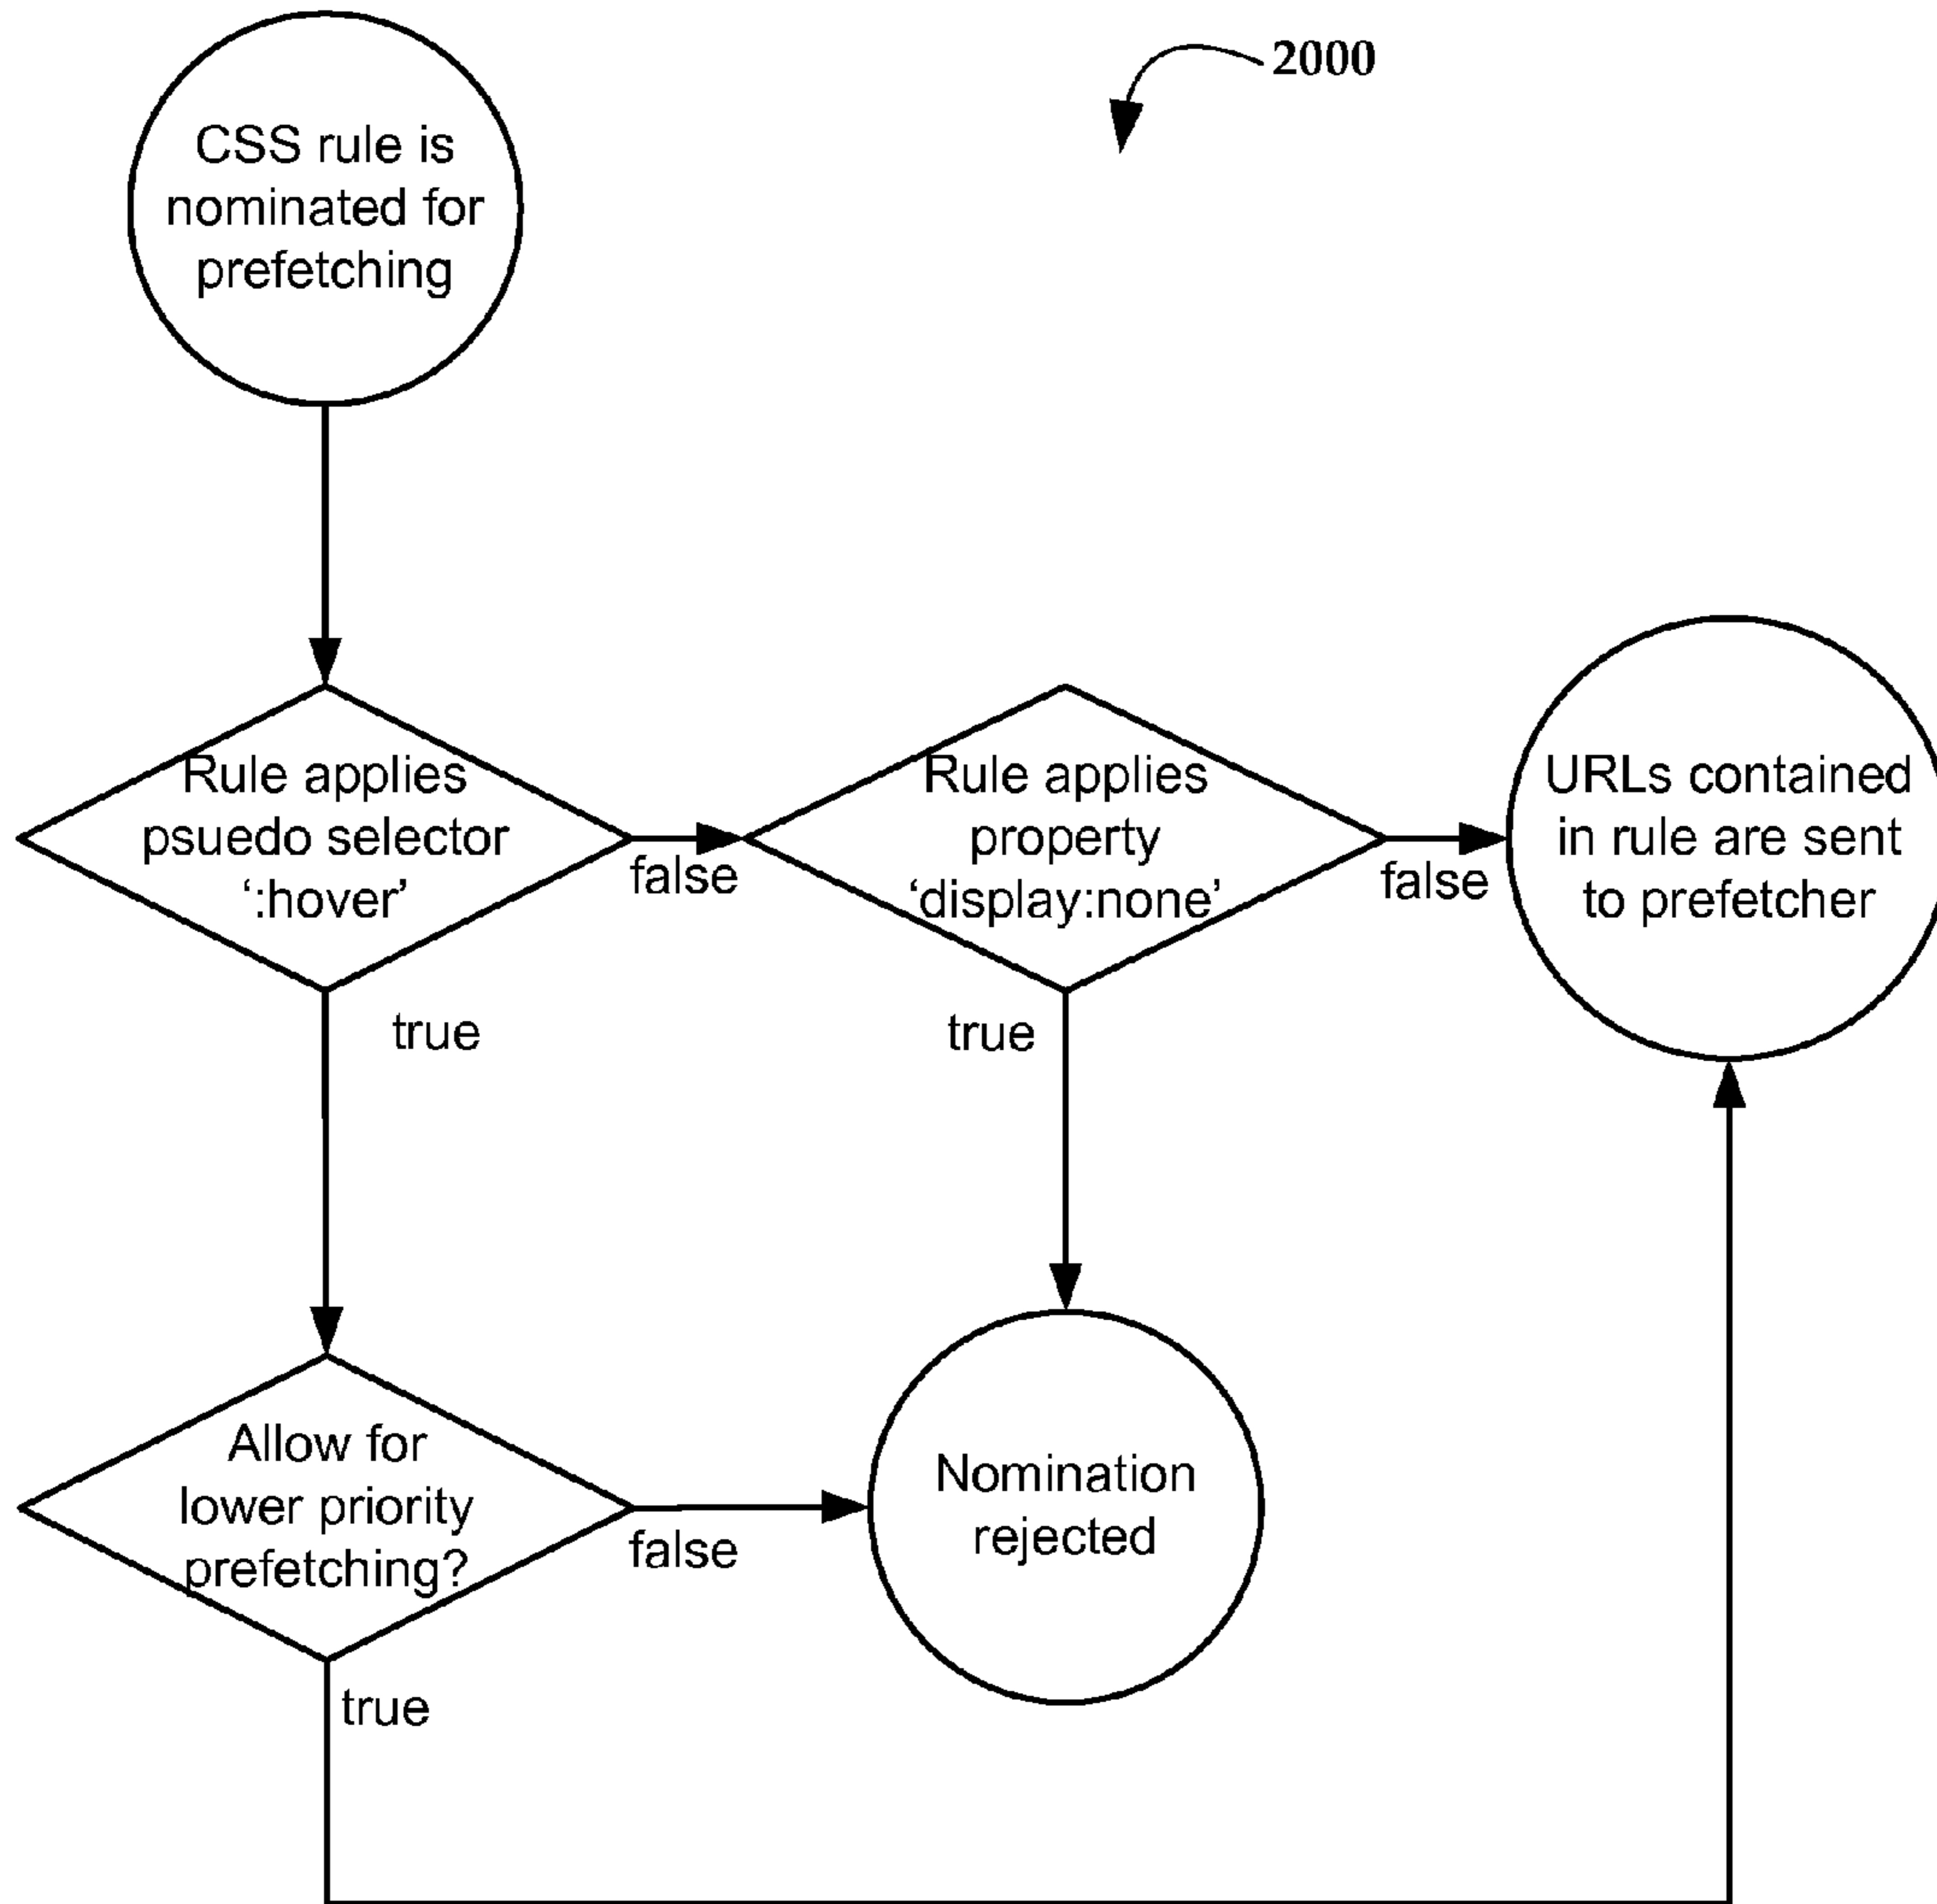 2000
CSS rule is
nominated for
prefetching
Rule applies
psuedo selector
‘:hover’
false
true
Rule applies
property
‘display:none’
false
true
URLs contained
in rule are sent
to prefetcher
Allow for
lower priority
prefetching?
false
true
Nomination
rejected